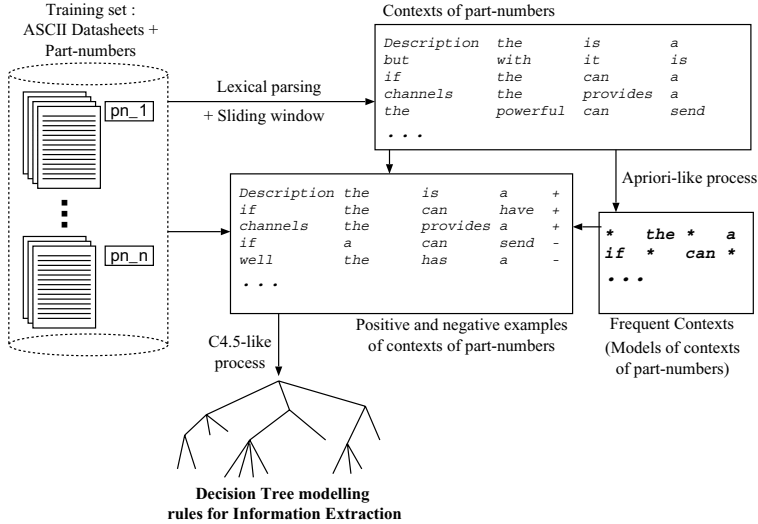 Training set :
ASCII Datasheets +
Part-numbers
pn_1
pn_n
Lexical parsing
+ Sliding window
Contexts of part-numbers
Description the is a
but with it is
if the can a
channels the provides a
the powerful can send
...
Apriori-like process
Description the is a +
if the can have +
channels the provides a +
if a can send -
well the has a -
...
* the * a
if * can *
...
Positive and negative examples
of contexts of part-numbers
Frequent Contexts
(Models of contexts
of part-numbers)
C4.5-like
process
Decision Tree modelling
rules for Information Extraction